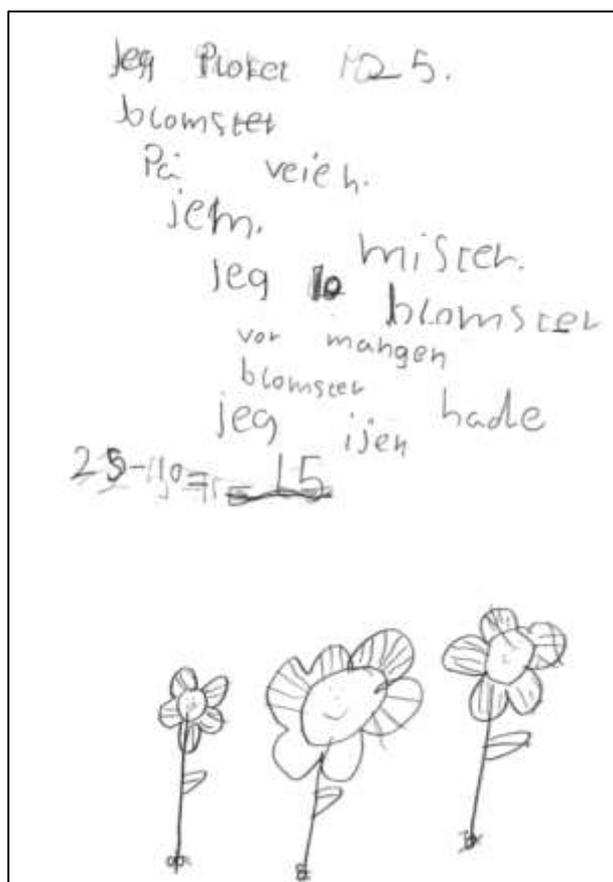 jeg Ploker 25.
blomster
På veien.
jem.
mister.
jeg 10
blomster
vor mangen
blomster
hade
jeg ijen
25-10=15